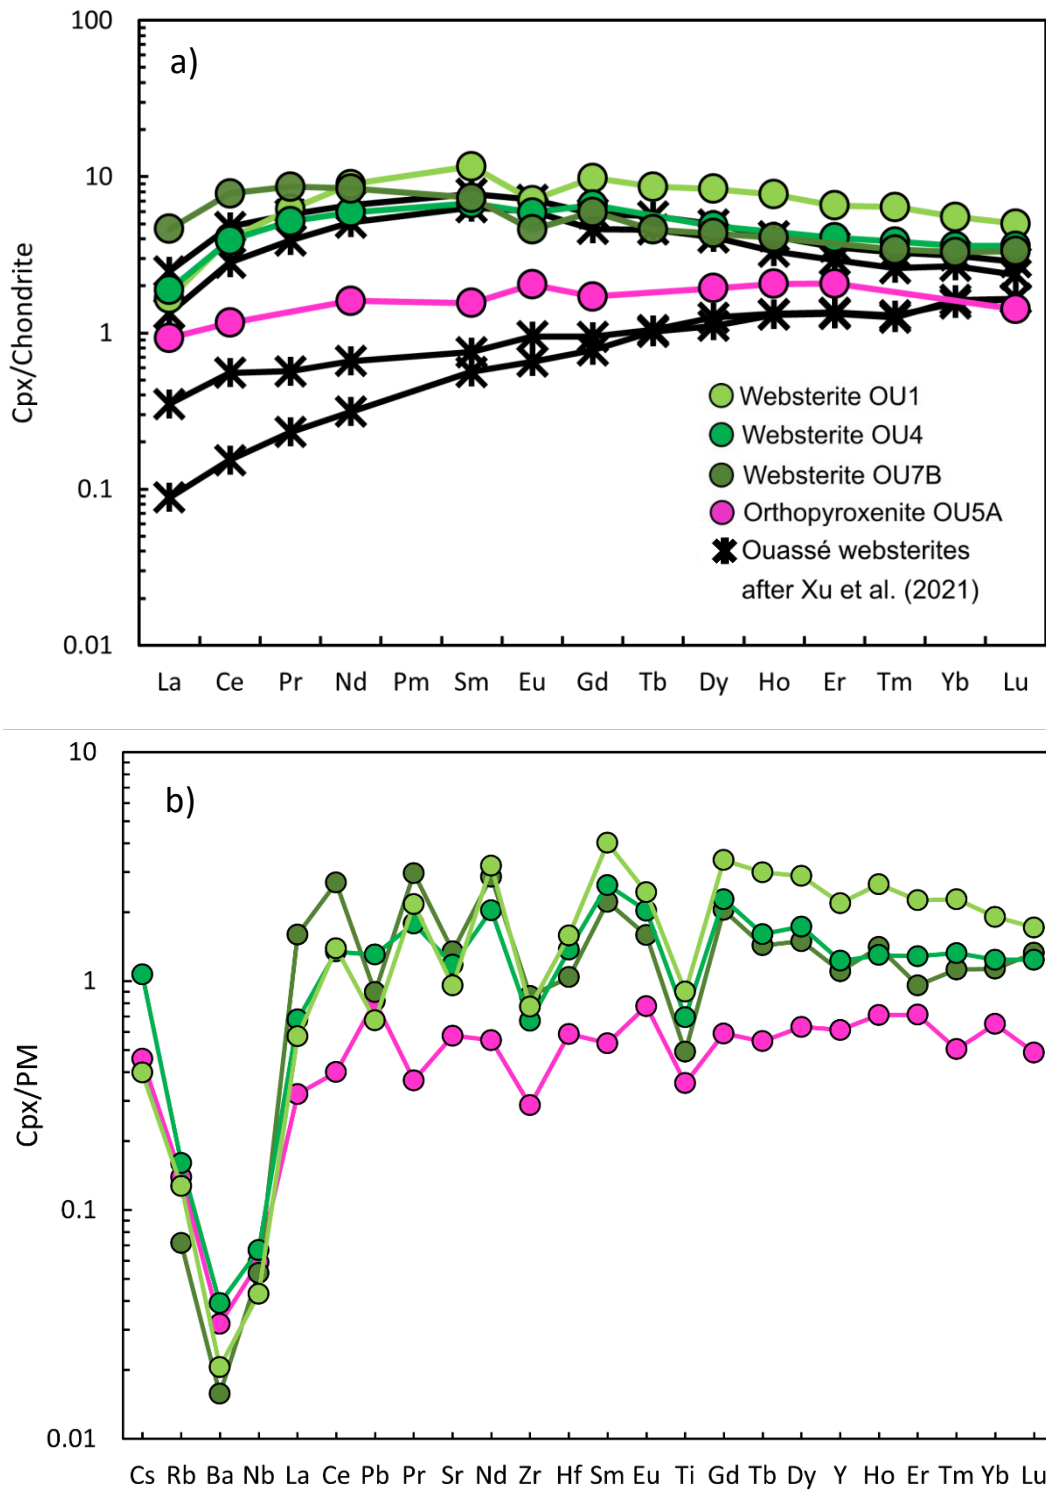 100
a)
10
1
0.1
0.01
Cpx/Chondrite
Websterite OU1
Websterite OU4
Websterite OU7B
Orthopyroxenite OU5A
Ouassé websterites
after Xu et al. (2021)
La Ce Pr Nd Pm Sm Eu Gd Tb Dy Ho Er Tm Yb Lu
10
b)
1
0.1
0.01
Cpx/PM
Cs Rb Ba Nb La Ce Pb Pr Sr Nd Zr Hf Sm Eu Ti Gd Tb Dy Y Ho Er Tm Yb Lu